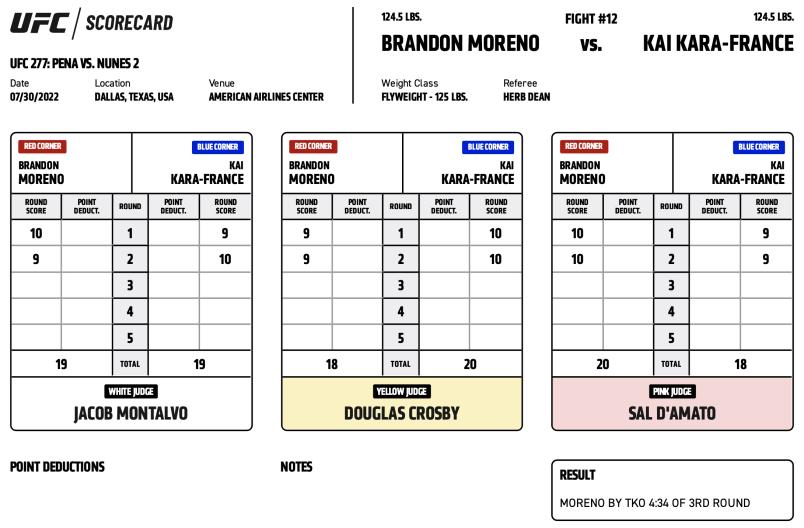 UFC / SCORECARD
UFC 277: PENA VS. NUNES 2
Date Location Venue
07/30/2022 DALLAS, TEXAS, USA AMERICAN AIRLINES CENTER
124.5 LBS. FIGHT #12 124.5 LBS.
BRANDON MORENO vs. KAI KARA-FRANCE
Weight Class Referee
FLYWEIGHT - 125 LBS. HERB DEAN
RED CORNER BLUE CORNER
BRANDON KAI
MORENO KARA-FRANCE
ROUND POINT ROUND POINT ROUND
SCORE DEDUCT. DEDUCT. SCORE
10 1 9
9 2 10
3
4
5
19 TOTAL 19
WHITE JUDGE
JACOB MONTALVO
RED CORNER BLUE CORNER
BRANDON KAI
MORENO KARA-FRANCE
ROUND POINT ROUND POINT ROUND
SCORE DEDUCT. DEDUCT. SCORE
9 1 10
9 2 10
3
4
5
18 TOTAL 20
YELLOW JUDGE
DOUGLAS CROSBY
RED CORNER BLUE CORNER
BRANDON KAI
MORENO KARA-FRANCE
ROUND POINT ROUND POINT ROUND
SCORE DEDUCT. DEDUCT. SCORE
10 1 9
10 2 9
3
4
5
20 TOTAL 18
PINK JUDGE
SAL D'AMATO
POINT DEDUCTIONS
NOTES
RESULT
MORENO BY TKO 4:34 OF 3RD ROUND